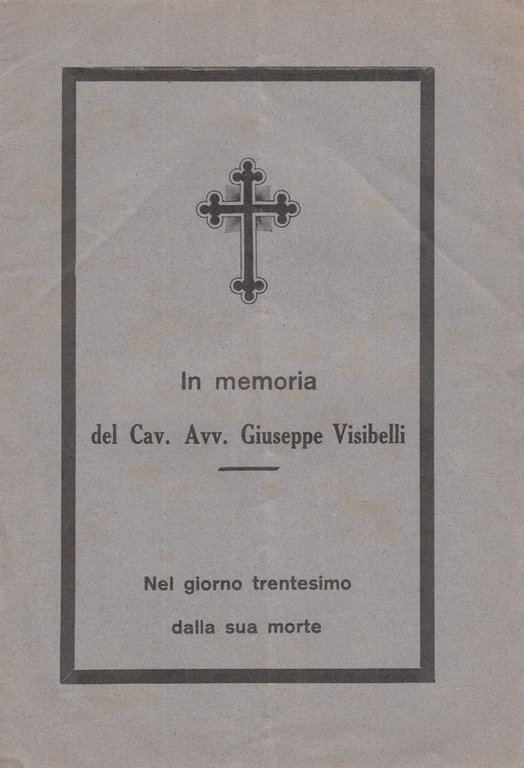 In memoria
del Cav. Avv. Giuseppe Visibelli
Nel giorno trentesimo
dalla sua morte